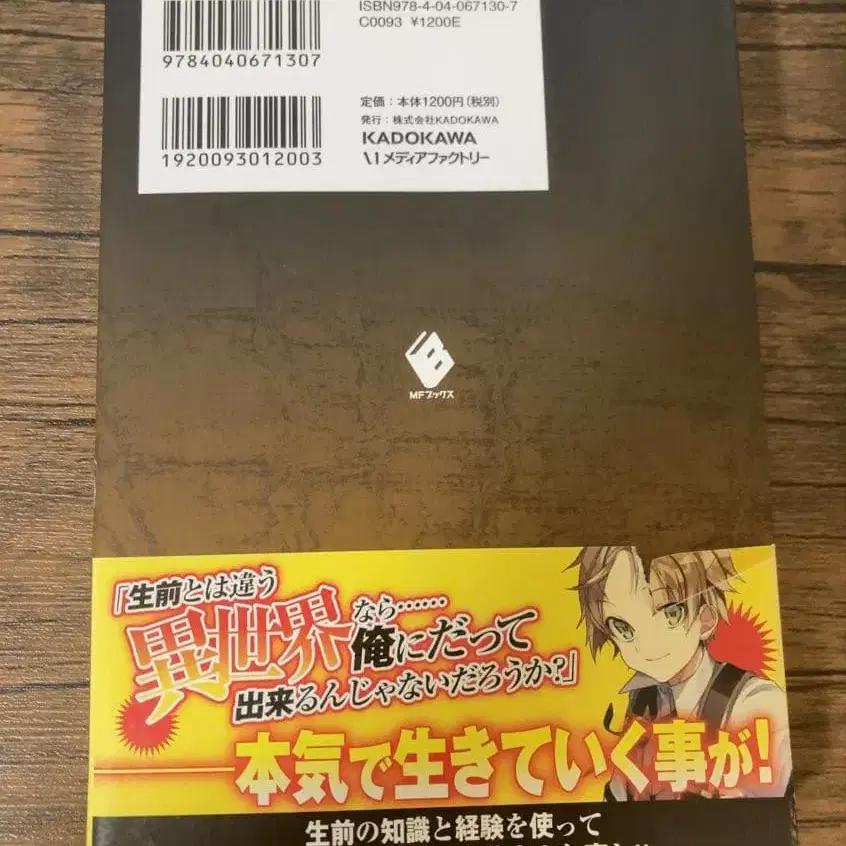 ISBN978-4-04-067130-7
C0093 ¥1200E
9784040671307
定価：本体1200円（税別）
発行：株式会社KADOKAWA
KADOKAWA
メディアファクトリー
1920093012003
MFブックス
「生前とは違う
異世界なら……
俺にだって
出来るんじゃないだろうか？」
本気で生きていく事が！
生前の知識と経験を使って